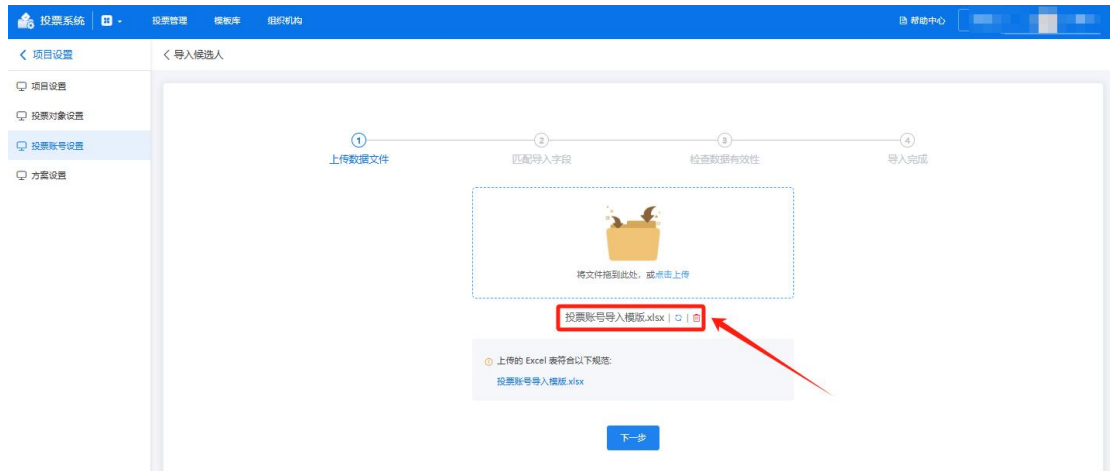 投票系统 投票管理 模板库 组织机构 帮助中心
项目设置 导入候选人
项目设置
投票对象设置
投票账号设置
方案设置
1 2 3 4
上传数据文件 匹配导入字段 检查数据有效性 导入完成
将文件拖到此处，或点击上传
投票账号导入模版.xlsx | |
上传的 Excel 表符合以下规范:
投票账号导入模版.xlsx
下一步